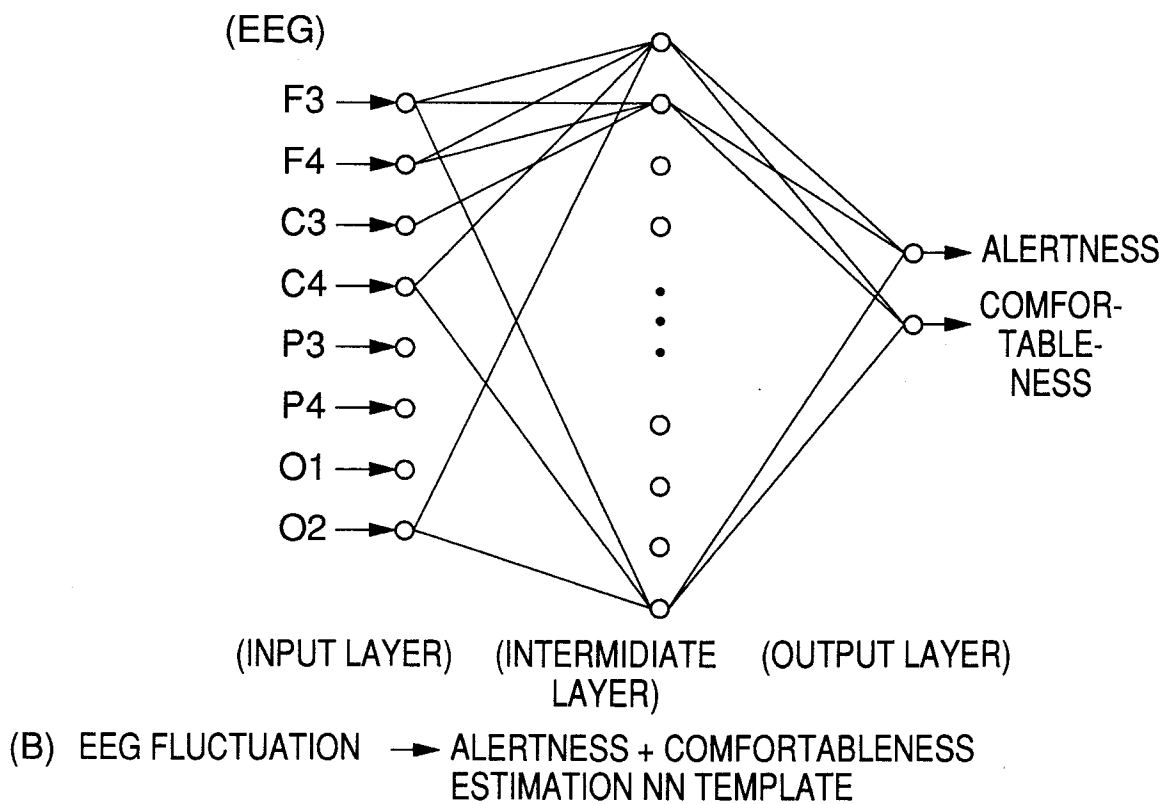 (EEG)
F3
F4
C3
C4
P3
P4
O1
O2
ALERTNESS
COMFOR-
TABLE-
NESS
(INPUT LAYER)
(INTERMIDIATE
LAYER)
(OUTPUT LAYER)
(B) EEG FLUCTUATION → ALERTNESS + COMFORTABLENESS
ESTIMATION NN TEMPLATE